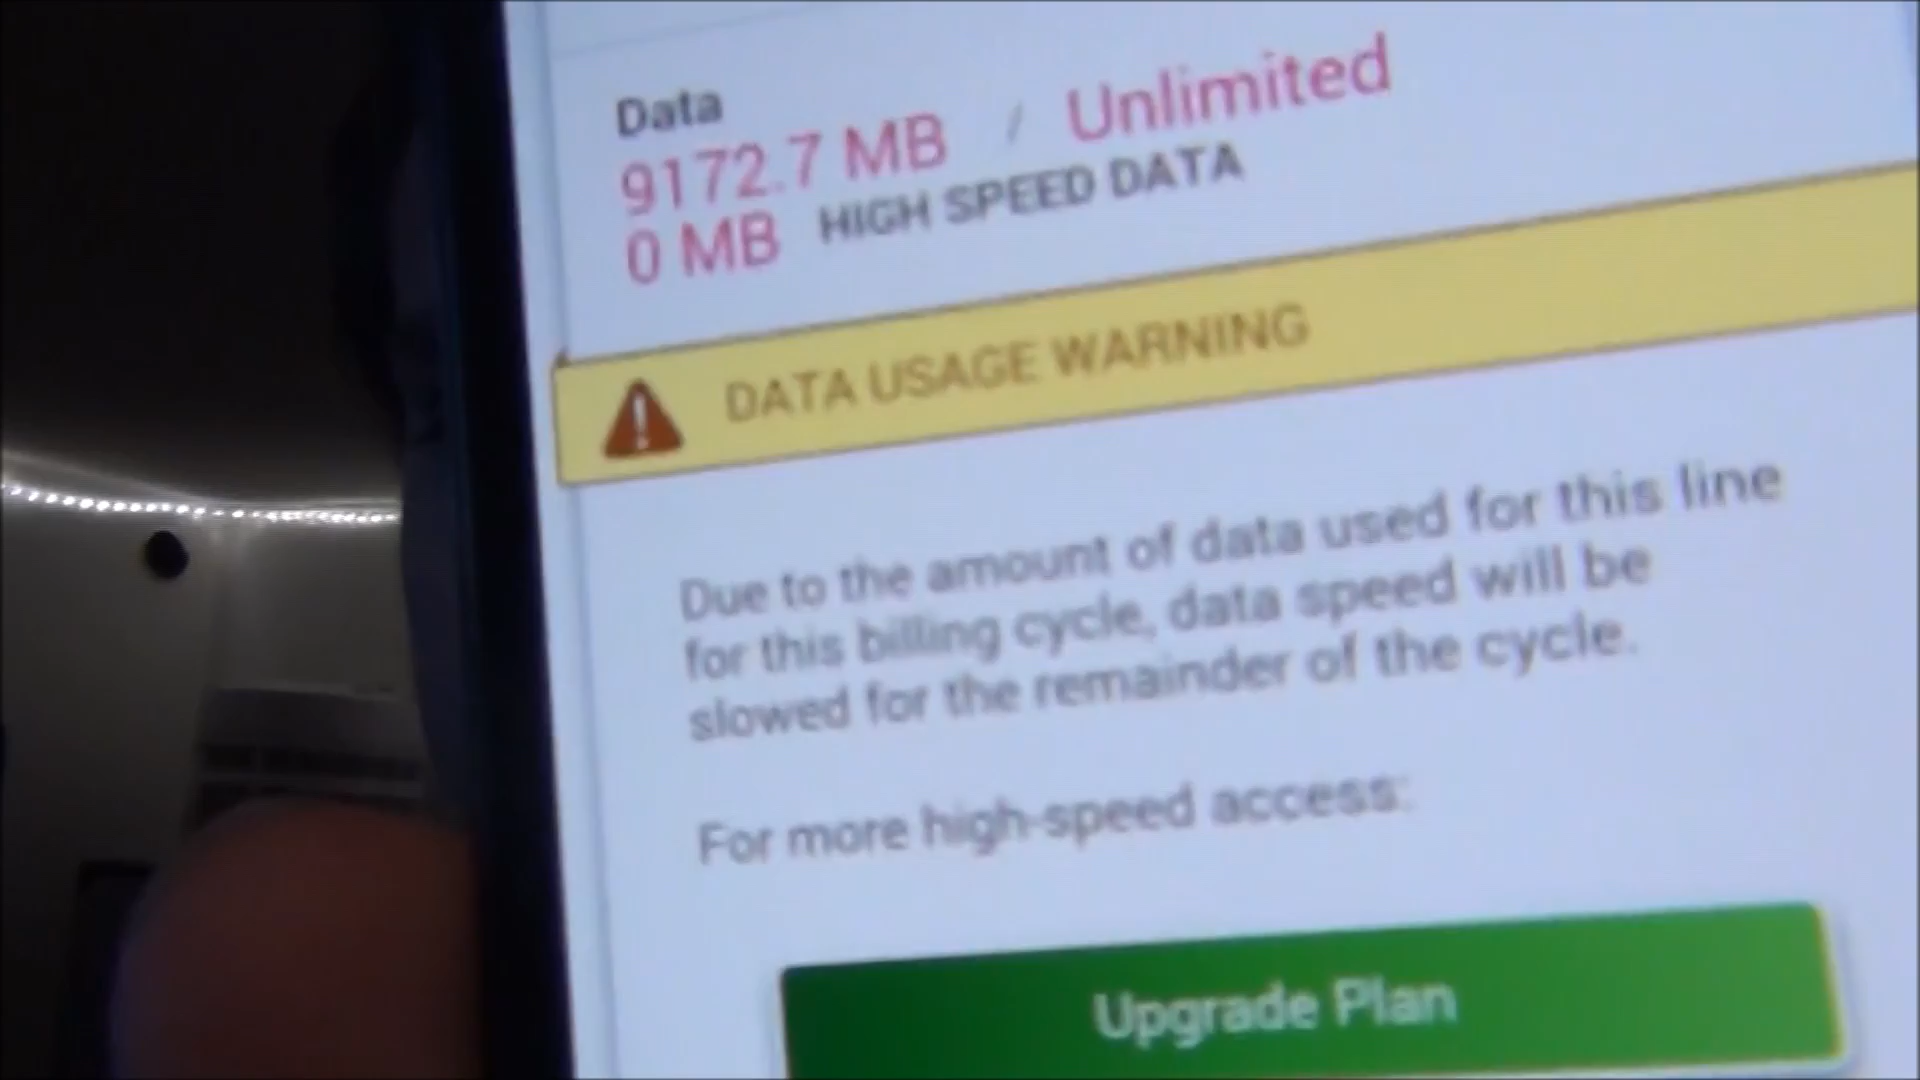 Data
9172.7 MB / Unlimited
0 MB HIGH SPEED DATA
DATA USAGE WARNING
Due to the amount of data used for this line
for this billing cycle, data speed will be
slowed for the remainder of the cycle.
For more high-speed access:
Upgrade Plan